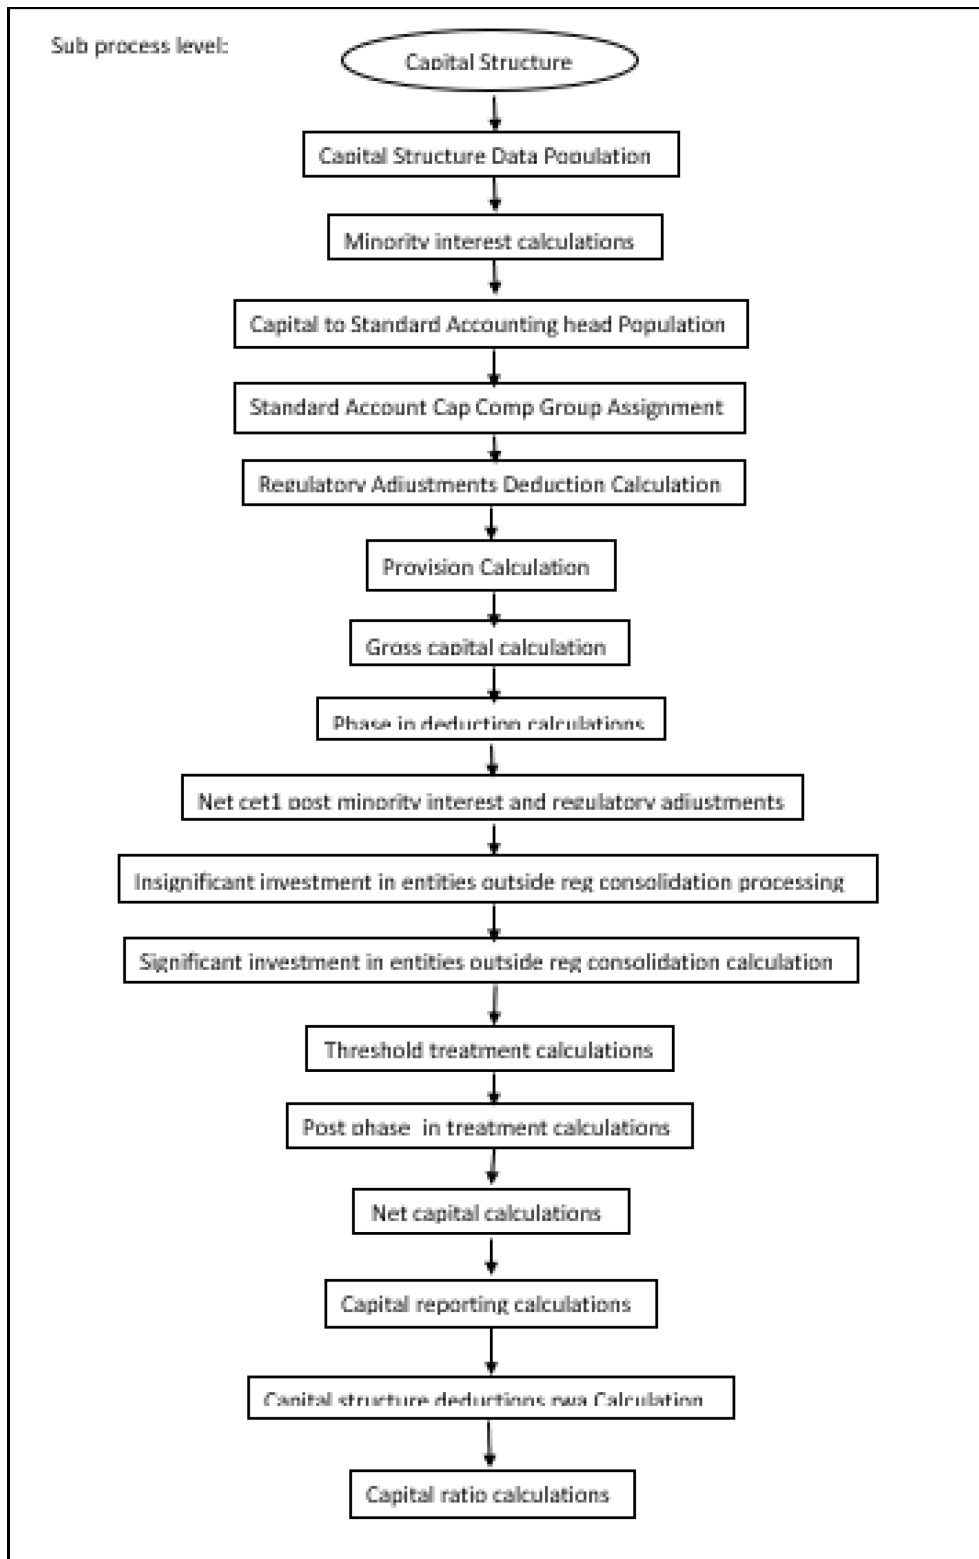 Sub process level:
Capital Structure
Capital Structure Data Population
Minority interest calculations
Capital to Standard Accounting head Population
Standard Account Cap Comp Group Assignment
Regulatory Adjustments Deduction Calculation
Provision Calculation
Gross capital calculation
Phase in deduction calculations
Net cet1 post minority interest and regulatory adjustments
Insignificant investment in entities outside reg consolidation processing
Significant investment in entities outside reg consolidation calculation
Threshold treatment calculations
Post phase in treatment calculations
Net capital calculations
Capital reporting calculations
Capital structure deductions rwa Calculation
Capital ratio calculations